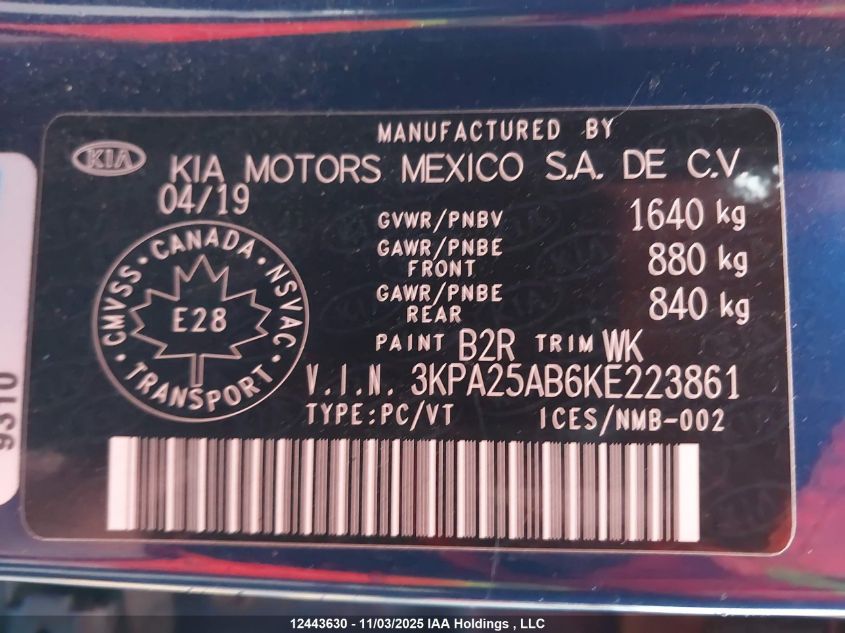 MANUFACTURED BY
KIA
KIA MOTORS MEXICO S.A. DE C.V.
04/19
GVWR/PNBV 1640 kg
GAWR/PNBE FRONT 880 kg
GAWR/PNBE REAR 840 kg
CMVSS · CANADA · NSVAC · TRANSPORT ·
E28
PAINT B2R TRIM WK
V.I.N. 3KPA25AB6KE223861
TYPE:PC/VT ICES/NMB-002
9310
12443630 - 11/03/2025 IAA Holdings , LLC